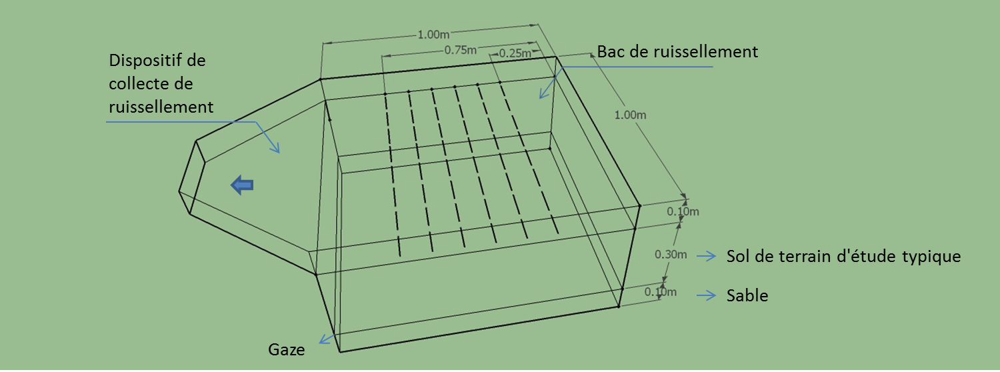 1.00m
0.75m
0.25m
Bac de ruissellement
Dispositif de
collecte de
ruissellement
1.00m
0.10m
0.30m
Sol de terrain d'étude typique
0.10m
Sable
Gaze